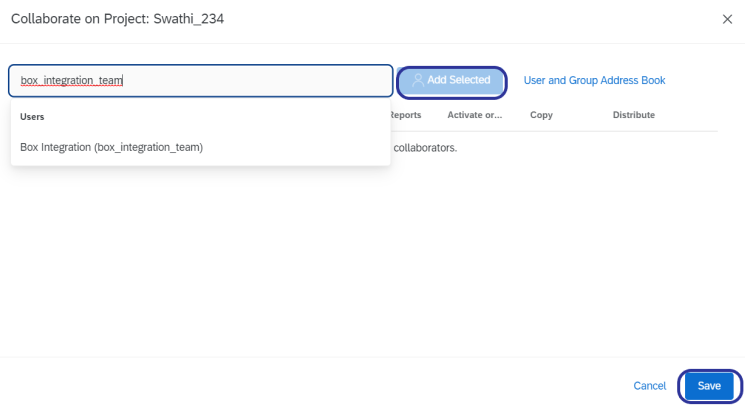 Collaborate on Project: Swathi_234
box_integration_team
Add Selected
User and Group Address Book
Users
Reports
Activate or...
Copy
Distribute
Box Integration (box_integration_team)
collaborators.
Cancel
Save